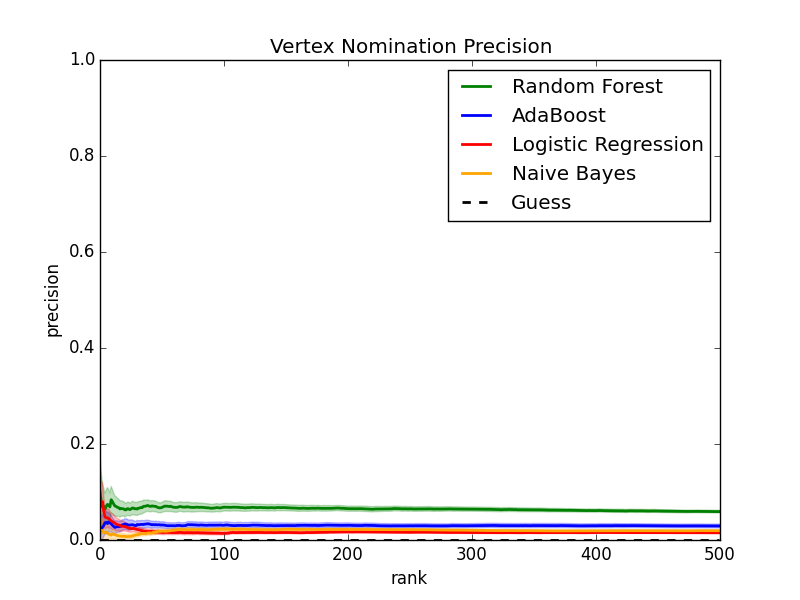 Vertex Nomination Precision
1.0
0.8
0.6
0.4
0.2
0.0
precision
Random Forest
AdaBoost
Logistic Regression
Naive Bayes
Guess
0 100 200 300 400 500
rank